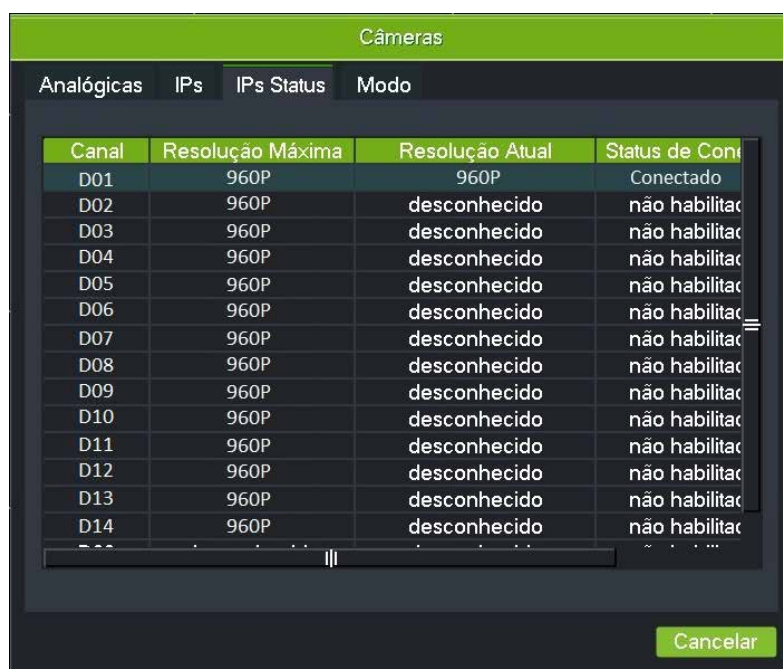 Câmeras
Analógicas IPs IPs Status Modo
Canal Resolução Máxima Resolução Atual Status de Cone
D01 960P 960P Conectado
D02 960P desconhecido não habilitad
D03 960P desconhecido não habilitad
D04 960P desconhecido não habilitad
D05 960P desconhecido não habilitad
D06 960P desconhecido não habilitad
D07 960P desconhecido não habilitad
D08 960P desconhecido não habilitad
D09 960P desconhecido não habilitad
D10 960P desconhecido não habilitad
D11 960P desconhecido não habilitad
D12 960P desconhecido não habilitad
D13 960P desconhecido não habilitad
D14 960P desconhecido não habilitad
Cancelar